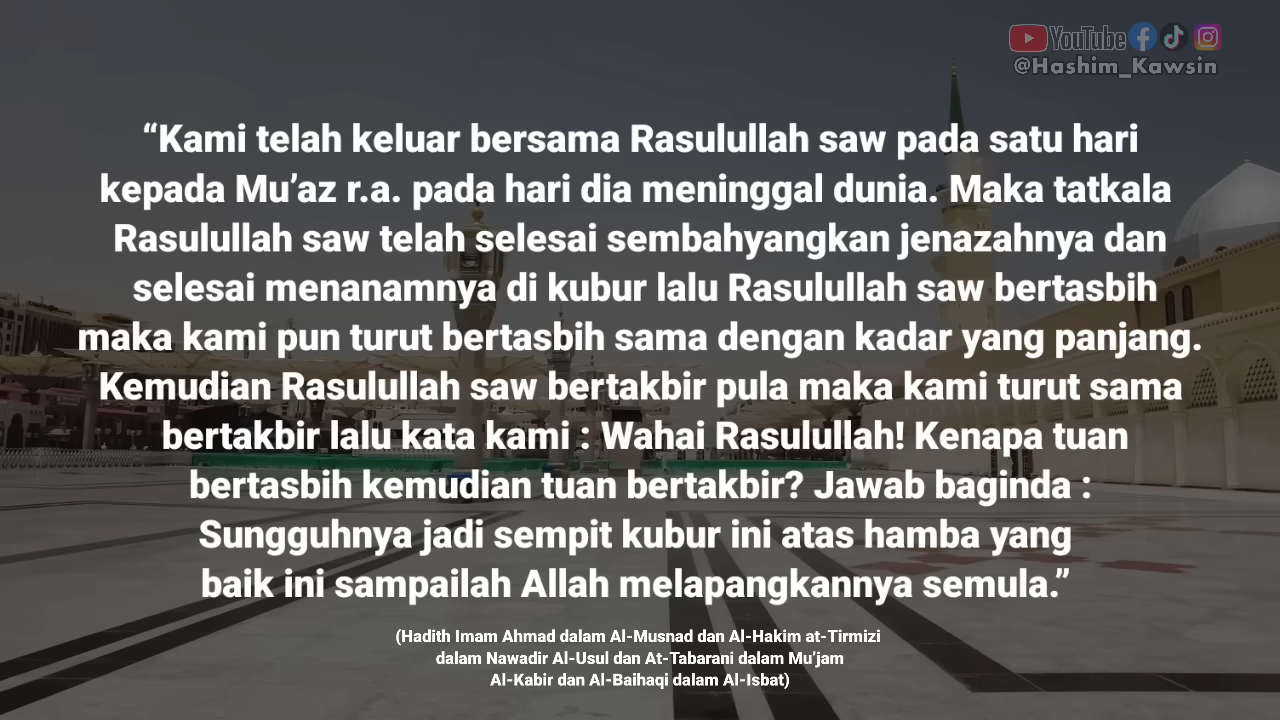 YouTube
@Hashim_Kawsin
“Kami telah keluar bersama Rasulullah saw pada satu hari
kepada Mu’az r.a. pada hari dia meninggal dunia. Maka tatkala
Rasulullah saw telah selesai sembahyangkan jenazahnya dan
selesai menanamnya di kubur lalu Rasulullah saw bertasbih
maka kami pun turut bertasbih sama dengan kadar yang panjang.
Kemudian Rasulullah saw bertakbir pula maka kami turut sama
bertakbir lalu kata kami : Wahai Rasulullah! Kenapa tuan
bertasbih kemudian tuan bertakbir? Jawab baginda :
Sungguhnya jadi sempit kubur ini atas hamba yang
baik ini sampailah Allah melapangkannya semula.”
(Hadith Imam Ahmad dalam Al-Musnad dan Al-Hakim at-Tirmizi
dalam Nawadir Al-Usul dan At-Tabarani dalam Mu’jam
Al-Kabir dan Al-Baihaqi dalam Al-Isbat)